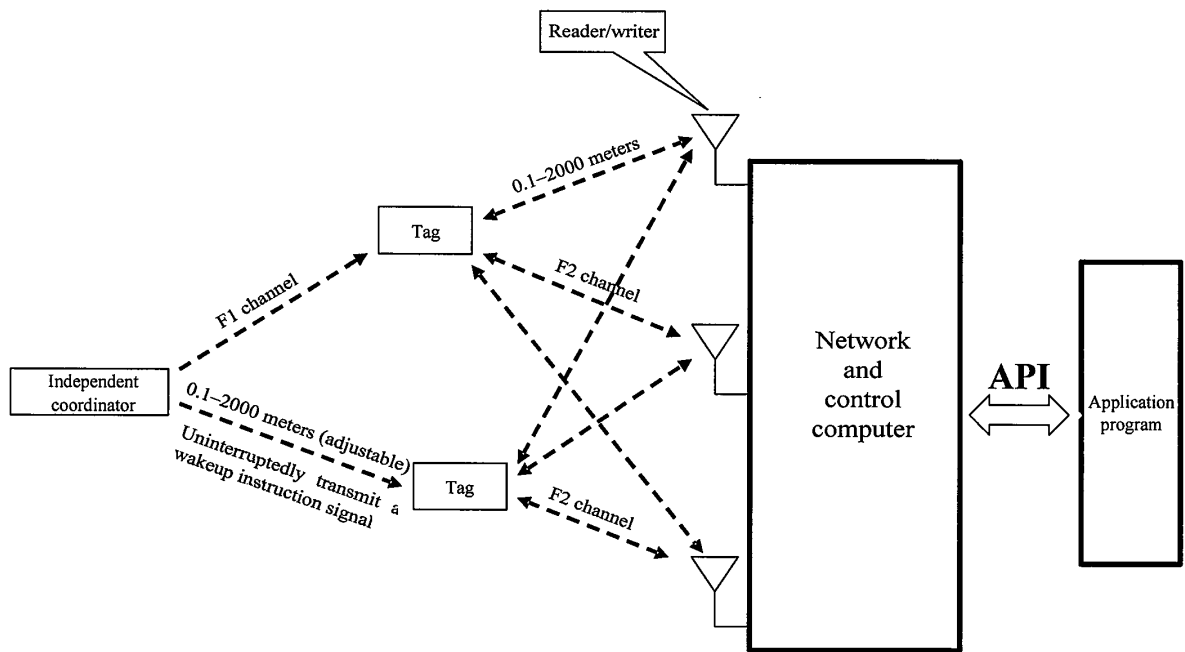 Reader/writer
0.1–2000 meters
Tag
F2 channel
F1 channel
Independent
coordinator
0.1–2000 meters (adjustable)
Uninterruptedly transmit a
wakeup instruction signal
Tag
F2 channel
Network
and
control
computer
API
Application
program